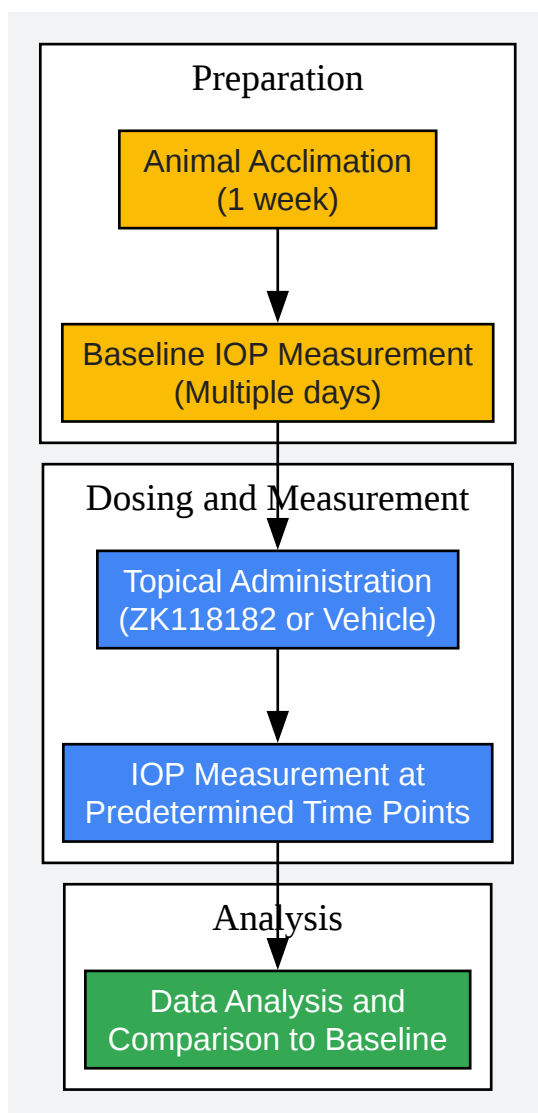 Preparation
Animal Acclimation
(1 week)
Baseline IOP Measurement
(Multiple days)
Dosing and Measurement
Topical Administration
(ZK118182 or Vehicle)
IOP Measurement at
Predetermined Time Points
Analysis
Data Analysis and
Comparison to Baseline